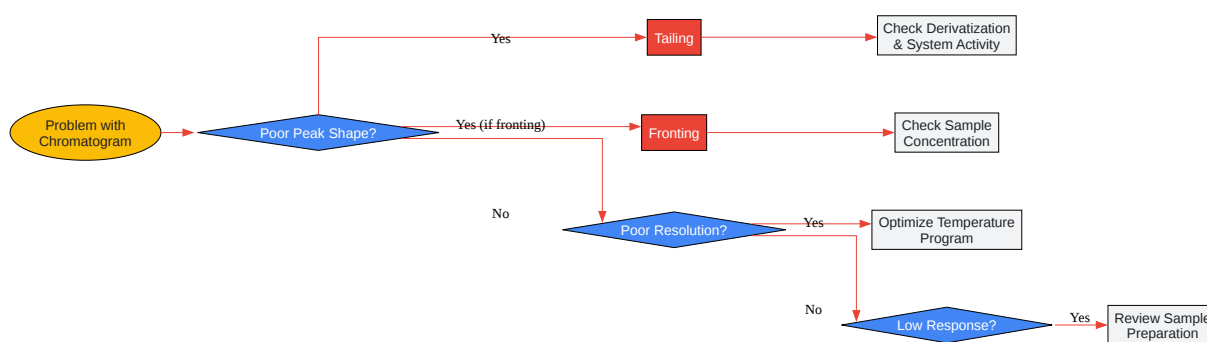 Yes
Tailing
Check Derivatization
& System Activity
Problem with
Chromatogram
Poor Peak Shape?
Yes (if fronting)
Fronting
Check Sample
Concentration
No
Poor Resolution?
Yes
Optimize Temperature
Program
No
Low Response?
Yes
Review Sample
Preparation